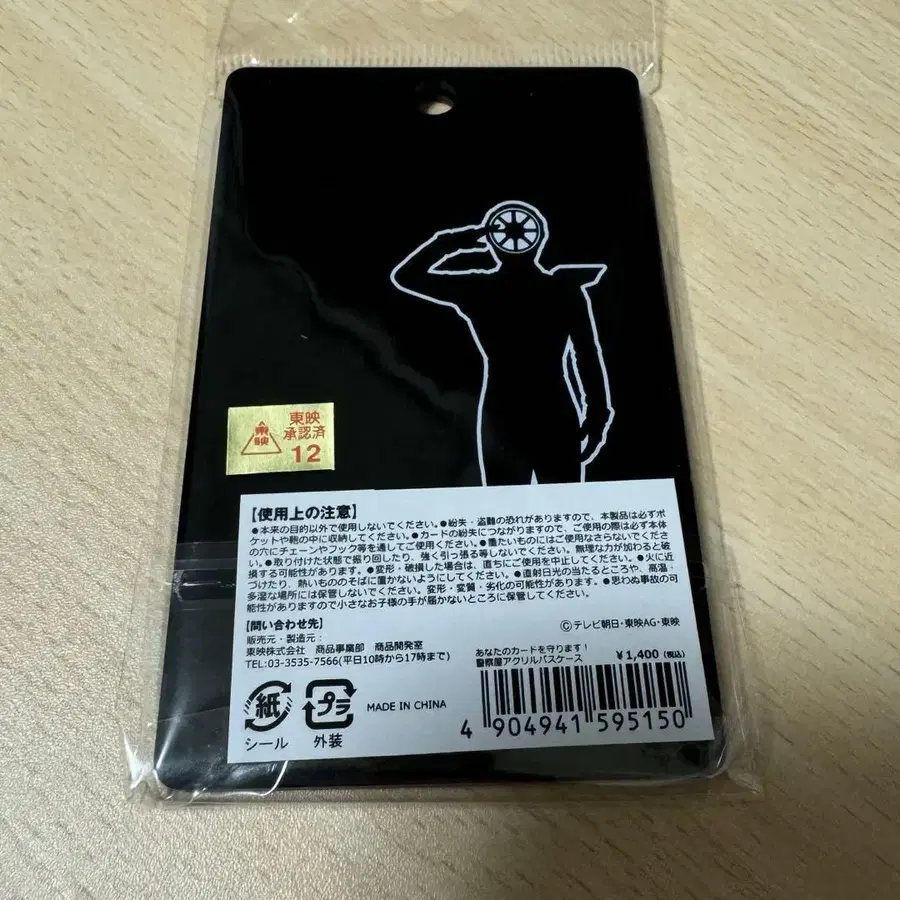 東映
東映
承認済
12
【使用上の注意】
●本来の目的以外で使用しないでください。●紛失・盗難の恐れがありますので、本製品は必ずポ
ケットや鞄の中に収納してください。●カードの紛失につながりますので、ご使用の際は必ず本体
の穴にチェーンやフック等を通してご使用ください。●重たいものにはご使用なさらないでくださ
い。●取り付けた状態で振り回したり、強く引っ張る等しないでください。無理な力が加わると破
損する可能性があります。●変形・破損した場合は、直ちにご使用を中止してください。●火に近
づけたり、熱いもののそばに置かないようにしてください。●直射日光の当たるところや、高温・
多湿な場所には保管しないでください。変形・変質・劣化の可能性があります。●思わぬ事故の可
能性がありますので小さなお子様の手が届かないところに保管してください。
【問い合わせ先】
販売元・製造元:
東映株式会社 商品事業部 商品開発室
TEL:03-3535-7566(平日10時から17時まで)
©テレビ朝日・東映AG・東映
あなたのカードを守ります!
警察屋アクリルパスケース
¥1,400(税込)
紙
シール
プラ
外装
MADE IN CHINA
4 904941 595150